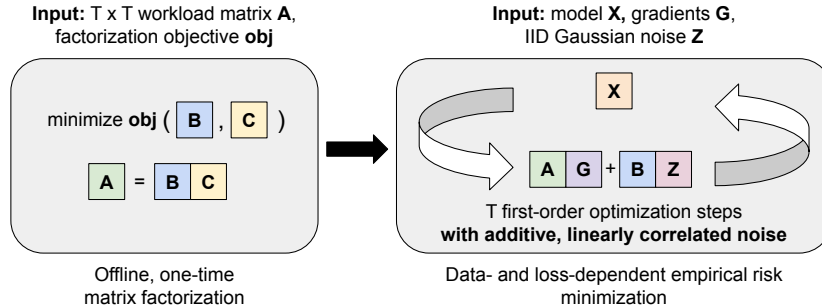 Input: T x T workload matrix A,
factorization objective obj
minimize obj ( B , C )
A = B C
Offline, one-time
matrix factorization
Input: model X, gradients G,
IID Gaussian noise Z
X
A G + B Z
T first-order optimization steps
with additive, linearly correlated noise
Data- and loss-dependent empirical risk
minimization